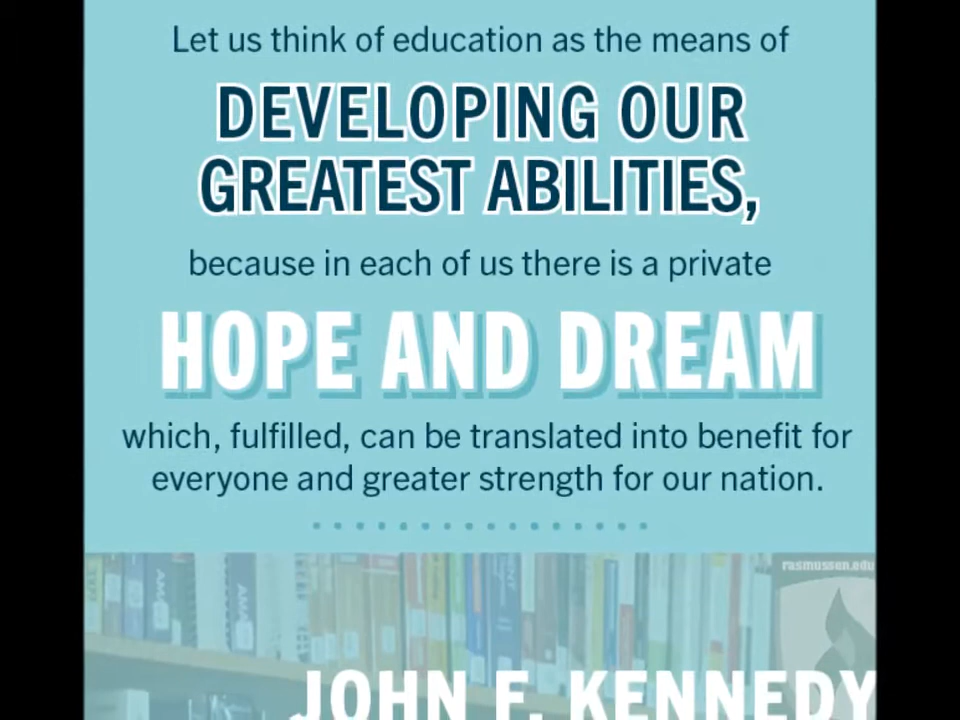 Let us think of education as the means of
DEVELOPING OUR
GREATEST ABILITIES,
because in each of us there is a private
HOPE AND DREAM
which, fulfilled, can be translated into benefit for
everyone and greater strength for our nation.
rasmussen.edu
JOHN F. KENNEDY